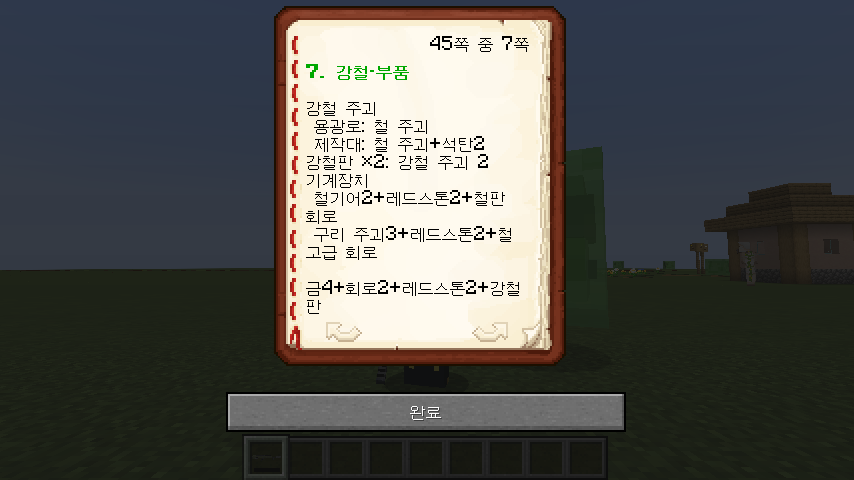 45쪽 중 7쪽
7. 강철-부품
강철 주괴
용광로: 철 주괴
제작대: 철 주괴+석탄2
강철판 ×2: 강철 주괴 2
기계장치
철기어2+레드스톤2+철판
회로
구리 주괴3+레드스톤2+철
고급 회로
금4+회로2+레드스톤2+강철
판
완료